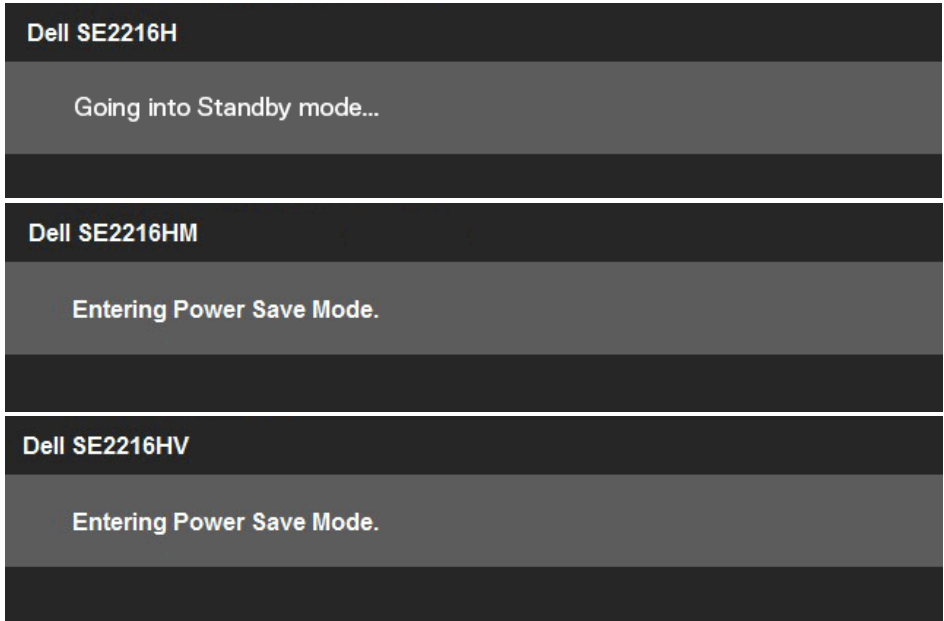 Dell SE2216H
Going into Standby mode...
Dell SE2216HM
Entering Power Save Mode.
Dell SE2216HV
Entering Power Save Mode.